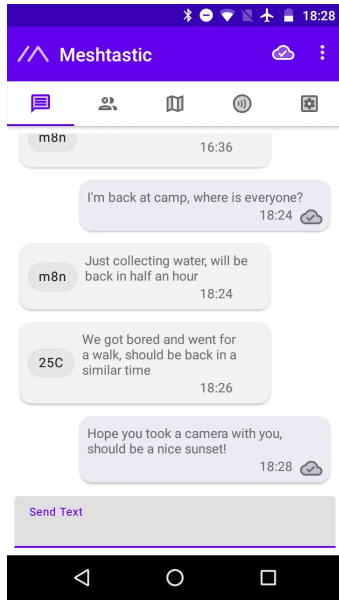 18:28
Meshtastic
m8n
16:36
I'm back at camp, where is everyone?
18:24
Just collecting water, will be
m8n
back in half an hour
18:24
We got bored and went for
25C
a walk, should be back in a
similar time
18:26
Hope you took a camera with you,
should be a nice sunset!
18:28
Send Text